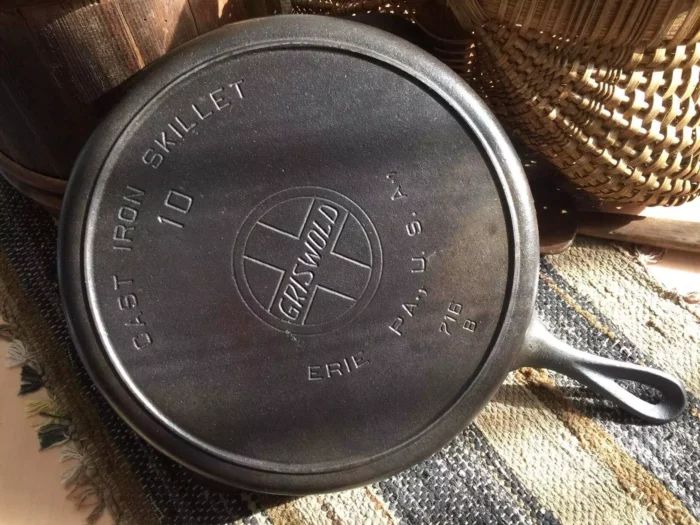 CAST IRON SKILLET
10
GRISWOLD
ERIE PA., U. S. A.
716
B